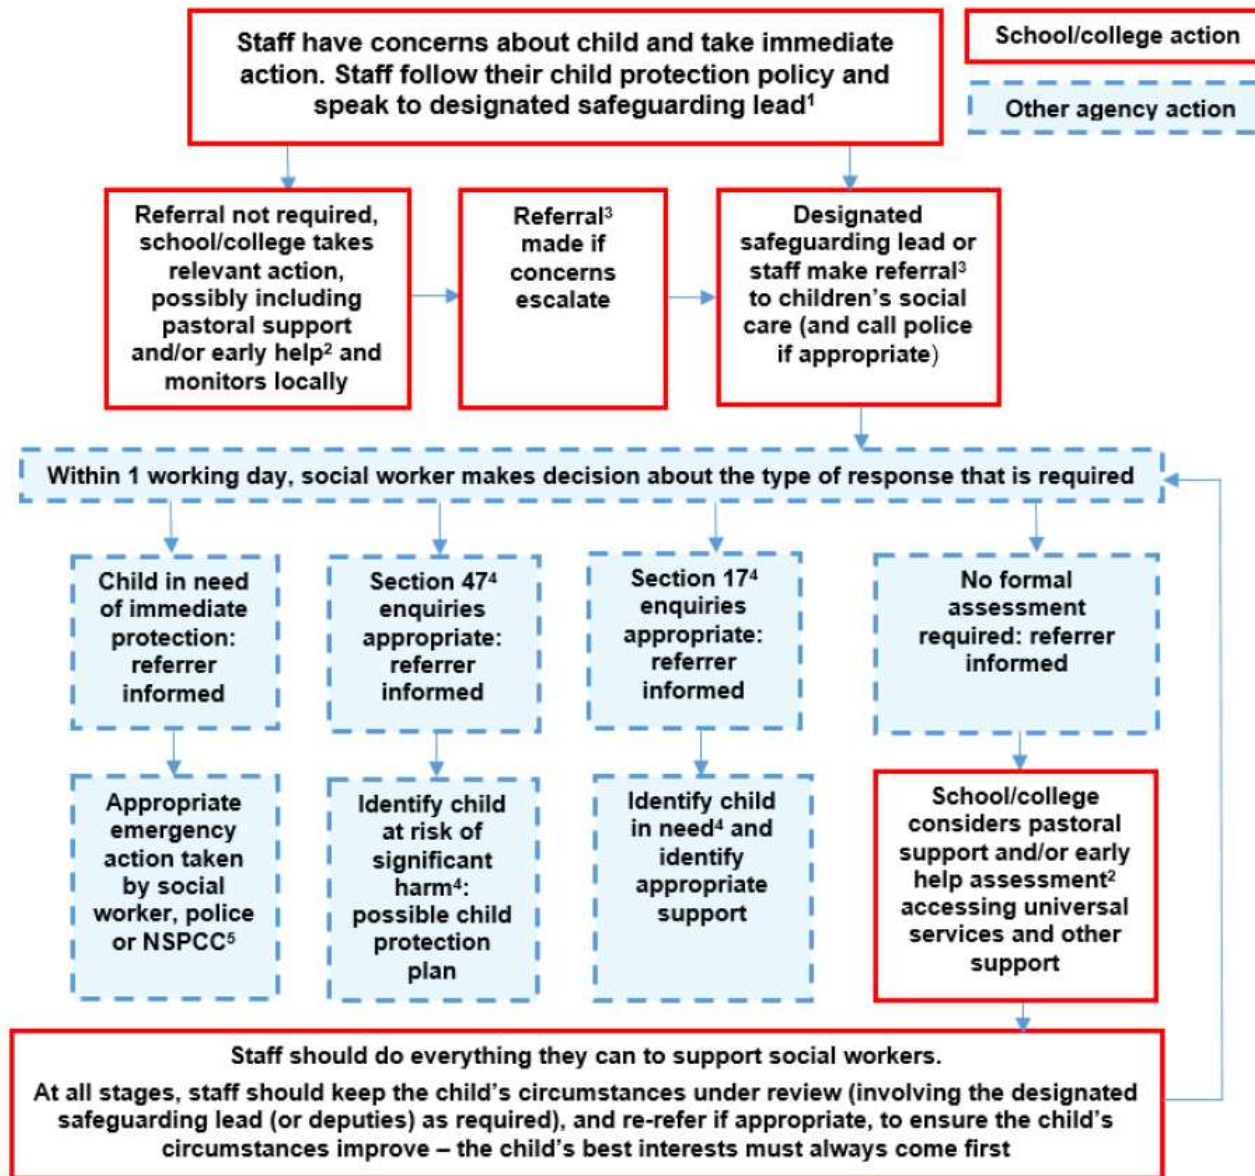 Staff have concerns about child and take immediate
action. Staff follow their child protection policy and
speak to designated safeguarding lead¹
School/college action
Other agency action
Referral not required,
school/college takes
relevant action,
possibly including
pastoral support
and/or early help² and
monitors locally
Referral³
made if
concerns
escalate
Designated
safeguarding lead or
staff make referral³
to children’s social
care (and call police
if appropriate)
Within 1 working day, social worker makes decision about the type of response that is required
Child in need
of immediate
protection:
referrer
informed
Section 47⁴
enquiries
appropriate:
referrer
informed
Section 17⁴
enquiries
appropriate:
referrer
informed
No formal
assessment
required: referrer
informed
Appropriate
emergency
action taken
by social
worker, police
or NSPCC⁵
Identify child
at risk of
significant
harm⁴:
possible child
protection
plan
Identify child
in need⁴ and
identify
appropriate
support
School/college
considers pastoral
support and/or early
help assessment²
accessing universal
services and other
support
Staff should do everything they can to support social workers.
At all stages, staff should keep the child’s circumstances under review (involving the designated
safeguarding lead (or deputies) as required), and re-refer if appropriate, to ensure the child’s
circumstances improve – the child’s best interests must always come first